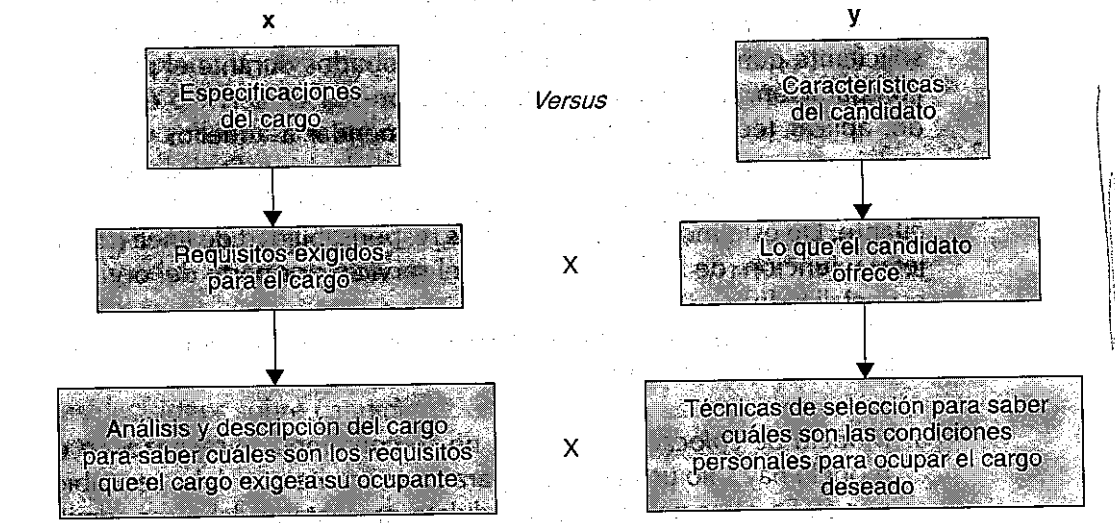 x
y
Especificaciones
del cargo
Versus
Características
del candidato
Requisitos exigidos
para el cargo
X
Lo que el candidato
ofrece
Análisis y descripción del cargo
para saber cuáles son los requisitos
que el cargo exige a su ocupante
X
Técnicas de selección para saber
cuáles son las condiciones
personales para ocupar el cargo
deseado